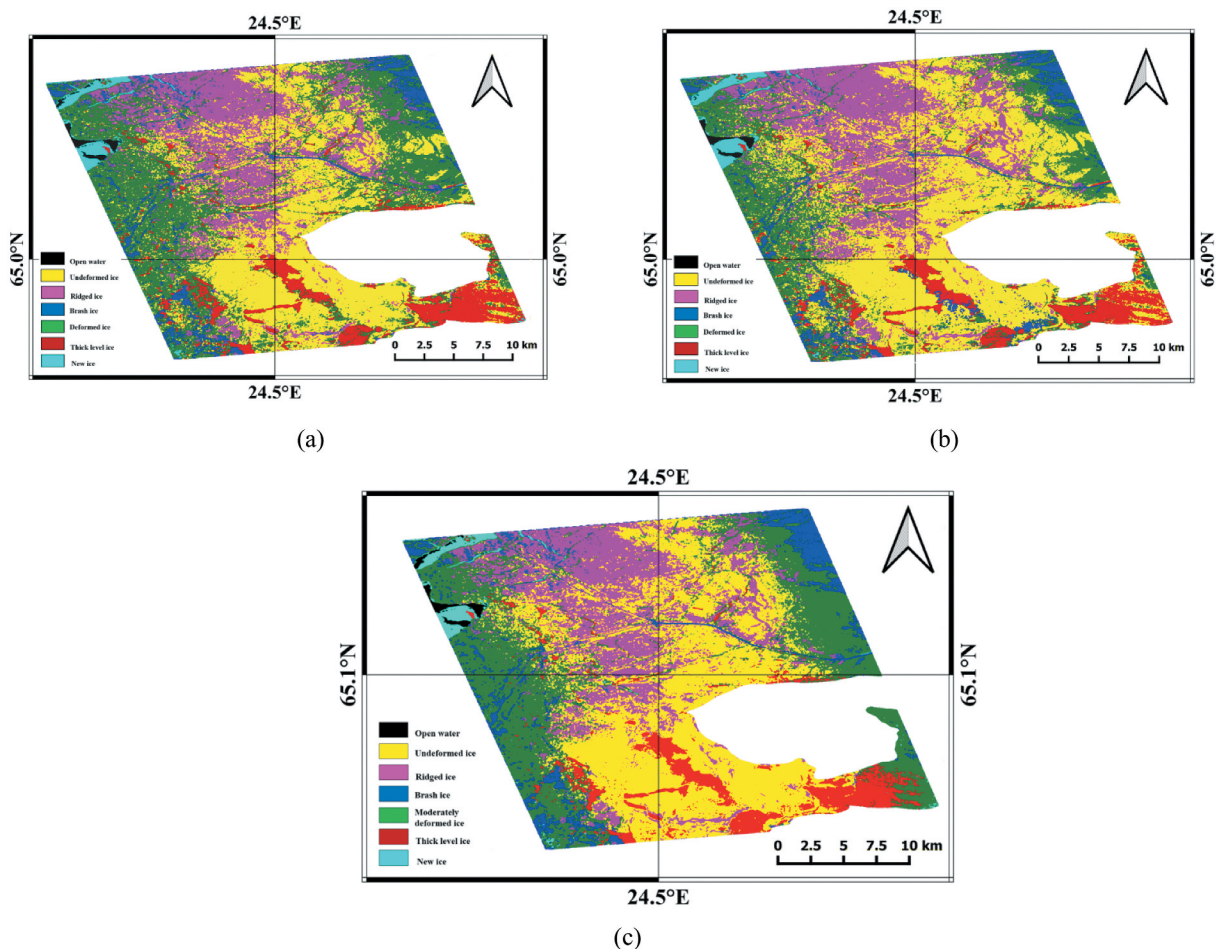 24.5°E
65.0°N
65.0°N
Open water
Undeformed ice
Ridged ice
Brash ice
Deformed ice
Thick level ice
New ice
0 2.5 5 7.5 10 km
24.5°E
(a)
24.5°E
65.0°N
65.0°N
Open water
Undeformed ice
Ridged ice
Brash ice
Deformed ice
Thick level ice
New ice
0 2.5 5 7.5 10 km
24.5°E
(b)
24.5°E
65.1°N
65.1°N
Open water
Undeformed ice
Ridged ice
Brash ice
Moderately
deformed ice
Thick level ice
New ice
0 2.5 5 7.5 10 km
24.5°E
(c)